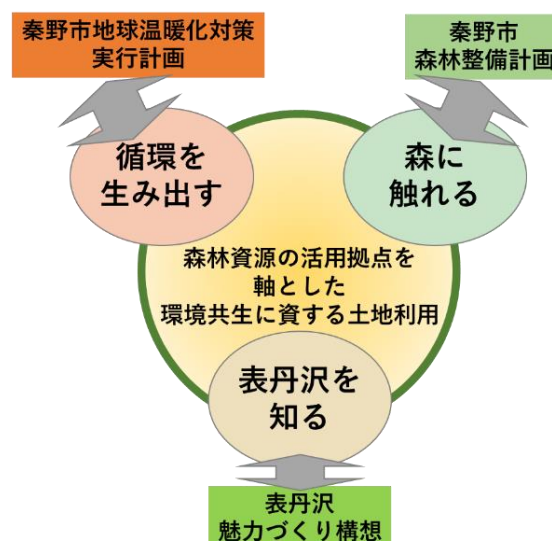 秦野市地球温暖化対策
実行計画
秦野市
森林整備計画
循環を
生み出す
森に
触れる
森林資源の活用拠点を
軸とした
環境共生に資する土地利用
表丹沢を
知る
表丹沢
魅力づくり構想